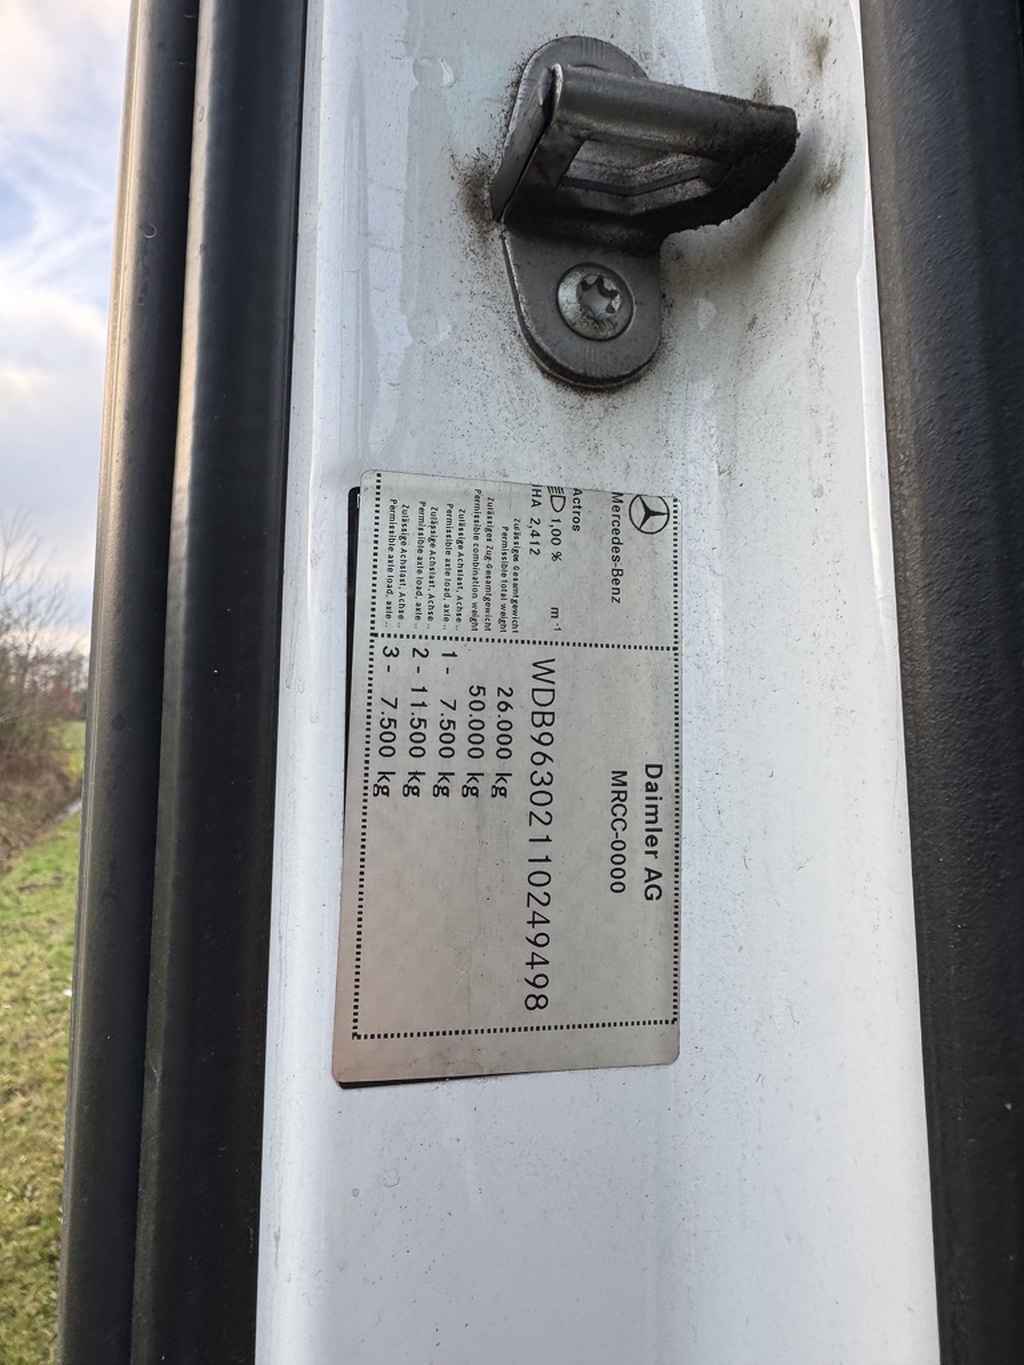 Mercedes-Benz
Daimler AG
MRCC-0000
Actros
1,00 %
IHA 2,412 m⁻¹
WDB96302110249498
Zulässiges Gesamtgewicht
Permissible total weight 26.000 kg
Zulässiges Zug-Gesamtgewicht
Permissible combination weight 50.000 kg
Zulässige Achslast, Achse ..
Permissible axle load, axle .. 1 - 7.500 kg
Zulässige Achslast, Achse ..
Permissible axle load, axle .. 2 - 11.500 kg
Zulässige Achslast, Achse ..
Permissible axle load, axle .. 3 - 7.500 kg